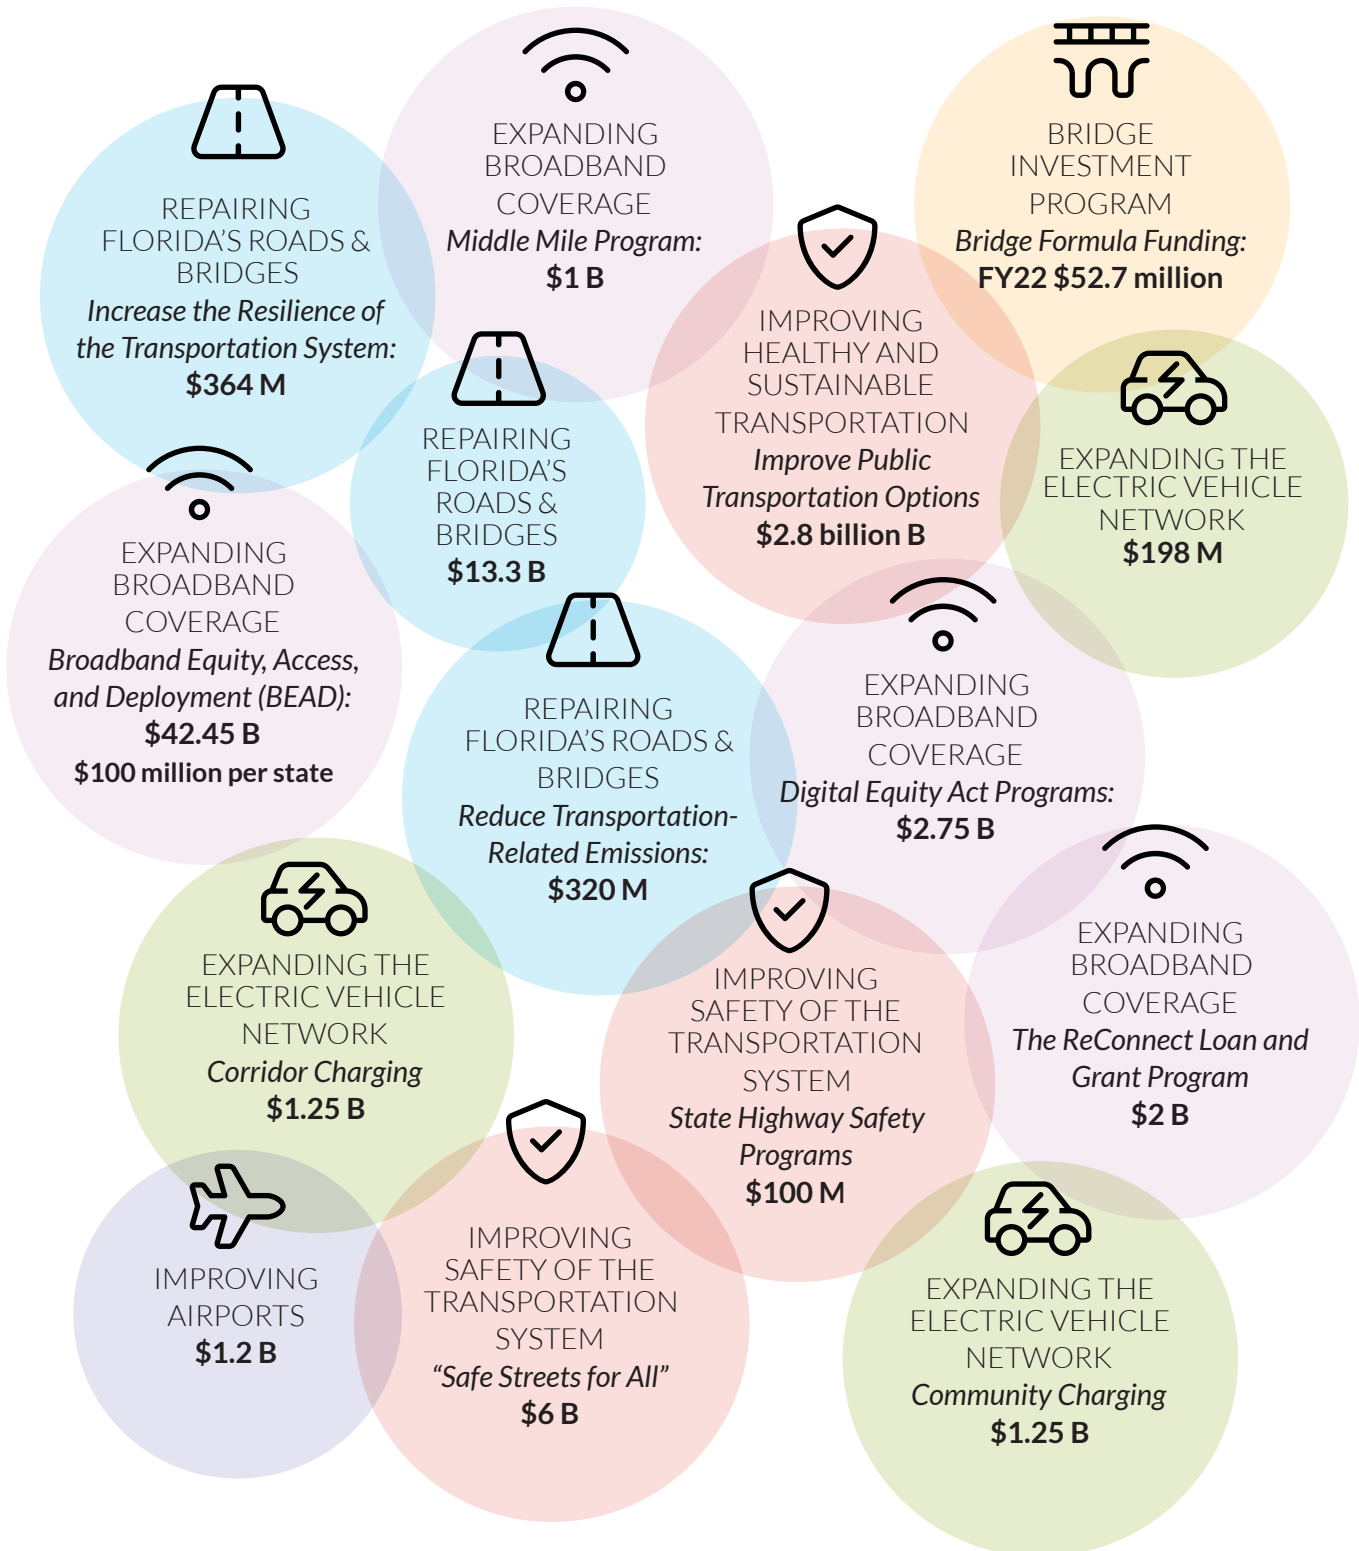 EXPANDING
BROADBAND
COVERAGE
Middle Mile Program:
$1 B
BRIDGE
INVESTMENT
PROGRAM
Bridge Formula Funding:
FY22 $52.7 million
REPAIRING
FLORIDA'S ROADS &
BRIDGES
Increase the Resilience of
the Transportation System:
$364 M
IMPROVING
HEALTHY AND
SUSTAINABLE
TRANSPORTATION
Improve Public
Transportation Options
$2.8 billion B
REPAIRING
FLORIDA'S
ROADS &
BRIDGES
$13.3 B
EXPANDING THE
ELECTRIC VEHICLE
NETWORK
$198 M
EXPANDING
BROADBAND
COVERAGE
Broadband Equity, Access,
and Deployment (BEAD):
$42.45 B
$100 million per state
REPAIRING
FLORIDA'S ROADS &
BRIDGES
Reduce Transportation-
Related Emissions:
$320 M
EXPANDING
BROADBAND
COVERAGE
Digital Equity Act Programs:
$2.75 B
EXPANDING THE
ELECTRIC VEHICLE
NETWORK
Corridor Charging
$1.25 B
IMPROVING
SAFETY OF THE
TRANSPORTATION
SYSTEM
State Highway Safety
Programs
$100 M
EXPANDING
BROADBAND
COVERAGE
The ReConnect Loan and
Grant Program
$2 B
IMPROVING
AIRPORTS
$1.2 B
IMPROVING
SAFETY OF THE
TRANSPORTATION
SYSTEM
“Safe Streets for All”
$6 B
EXPANDING THE
ELECTRIC VEHICLE
NETWORK
Community Charging
$1.25 B